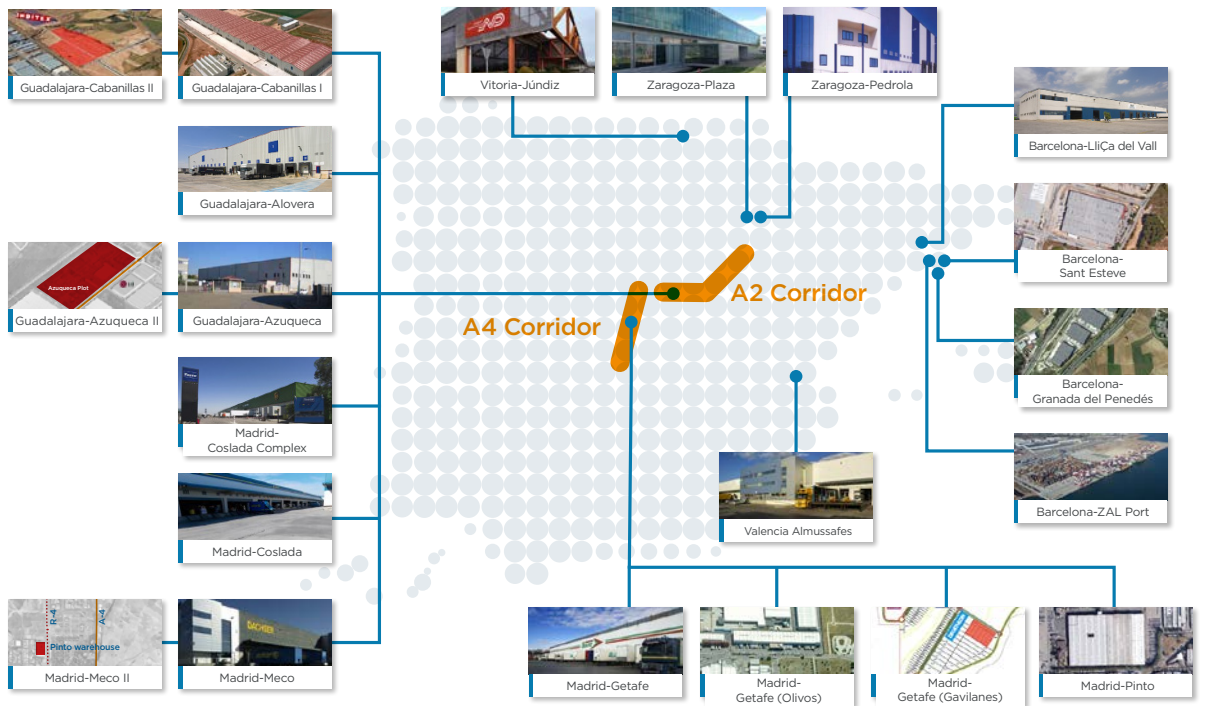 INDITEX
Guadalajara-Cabanillas II
Guadalajara-Cabanillas I
Vitoria-Júndiz
Zaragoza-Plaza
Zaragoza-Pedrola
Barcelona-LliÇa del Vall
Guadalajara-Alovera
Barcelona-
Sant Esteve
Azuqueca Plot
Guadalajara-Azuqueca II
Guadalajara-Azuqueca
A2 Corridor
A4 Corridor
Barcelona-
Granada del Penedés
Madrid-
Coslada Complex
Barcelona-ZAL Port
Valencia Almussafes
Madrid-Coslada
R-4
A-4
Pinto warehouse
DACHSER
Madrid-Meco II
Madrid-Meco
Madrid-Getafe
Madrid-
Getafe (Olivos)
Madrid-
Getafe (Gavilanes)
Madrid-Pinto